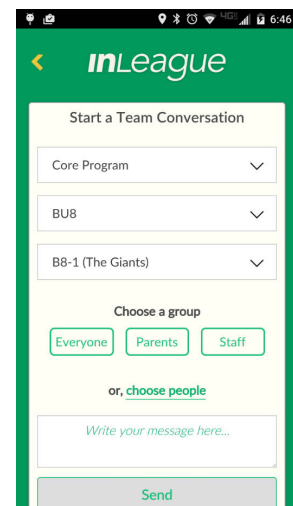 4G 6:46
inLeague
Start a Team Conversation
Core Program
BU8
B8-1 (The Giants)
Choose a group
Everyone Parents Staff
or, choose people
Write your message here...
Send